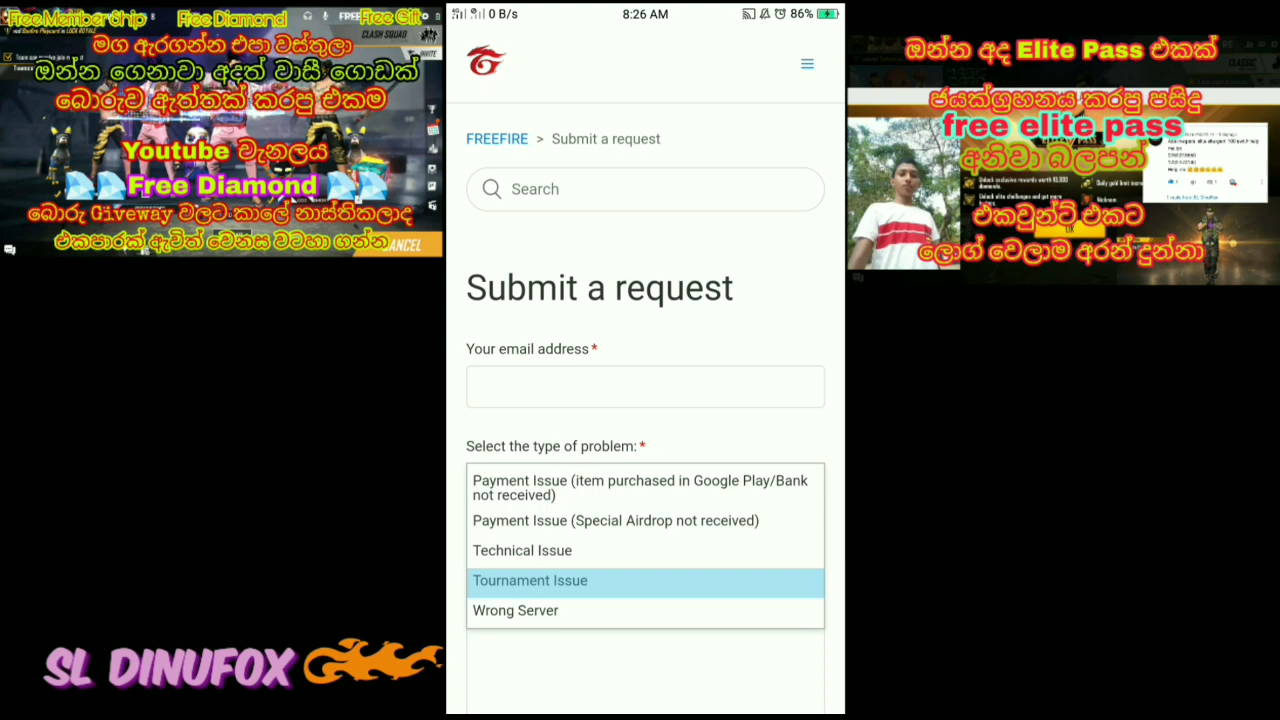 Free MemberShip Free Diamond Free Gift
CLASH SQUAD
INVITE
මග ඇරගන්න එපා වස්තුලා
ඔන්න ගෙනාවා අදත් වාසී ගොඩක්
බොරුව ඇත්තක් කරපු එකම
Youtube චැනලය
Free Diamond
බොරු Giveway වලට කාලේ නාස්තිකලාද
එකපාරක් ඇවිත් වෙනස වටහා ගන්න
CANCEL
SL DINUFOX
0 B/s
8:26 AM
86%
FREEFIRE > Submit a request
Search
Submit a request
Your email address*
Select the type of problem:*
Payment Issue (item purchased in Google Play/Bank
not received)
Payment Issue (Special Airdrop not received)
Technical Issue
Tournament Issue
Wrong Server
ඔන්න අද Elite Pass එකක්
ජයක්ග්‍රහනය කරපු පසිදු
free elite pass
අනිවා බලපන්
එකවුන්ට් එකට
ලොග් වෙලාම අරන් දුන්නා